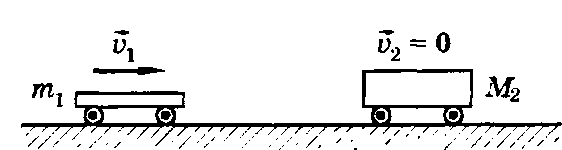 v⃗₁ v⃗₂ = 0
m₁ M₂